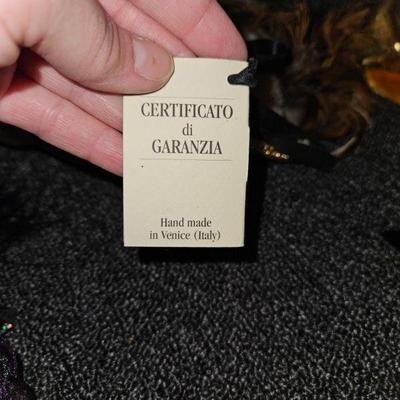 CERTIFICATO
di
GARANZIA
Hand made
in Venice (Italy)